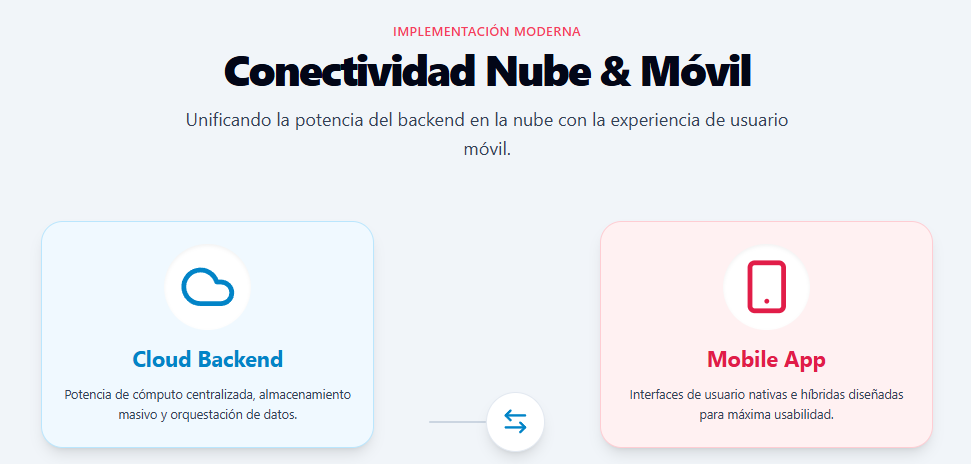 IMPLEMENTACIÓN MODERNA
Conectividad Nube & Móvil
Unificando la potencia del backend en la nube con la experiencia de usuario
móvil.
Cloud Backend
Potencia de cómputo centralizada, almacenamiento
masivo y orquestación de datos.
Mobile App
Interfaces de usuario nativas e híbridas diseñadas
para máxima usabilidad.